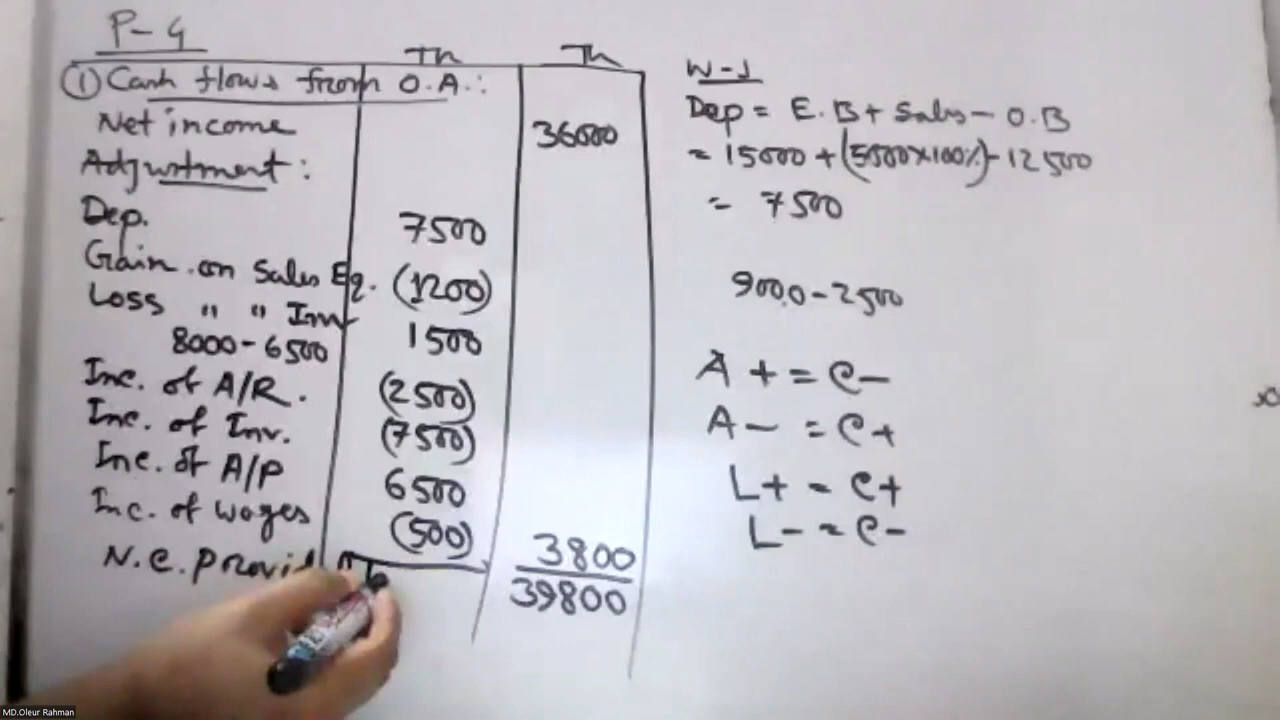 P-4
Tk Tk
① Cash flows from O.A.:
Net income 36000
Adjustment:
Dep. 7500
Gain on Sales Eq. (1200)
Loss " " Inv 1500
8000-6500
Inc. of A/R. (2500)
Inc. of Inv. (7500)
Inc. of A/P 6500
Inc. of wages (500)
3800
N.C. Provid 39800
W-1
Dep = E.B + Sales - O.B
= 15000 + (5000×100%) - 12500
= 7500
9000-2500
A + = C -
A - = C +
L + = C +
L - = C -
MD.Oleur Rahman